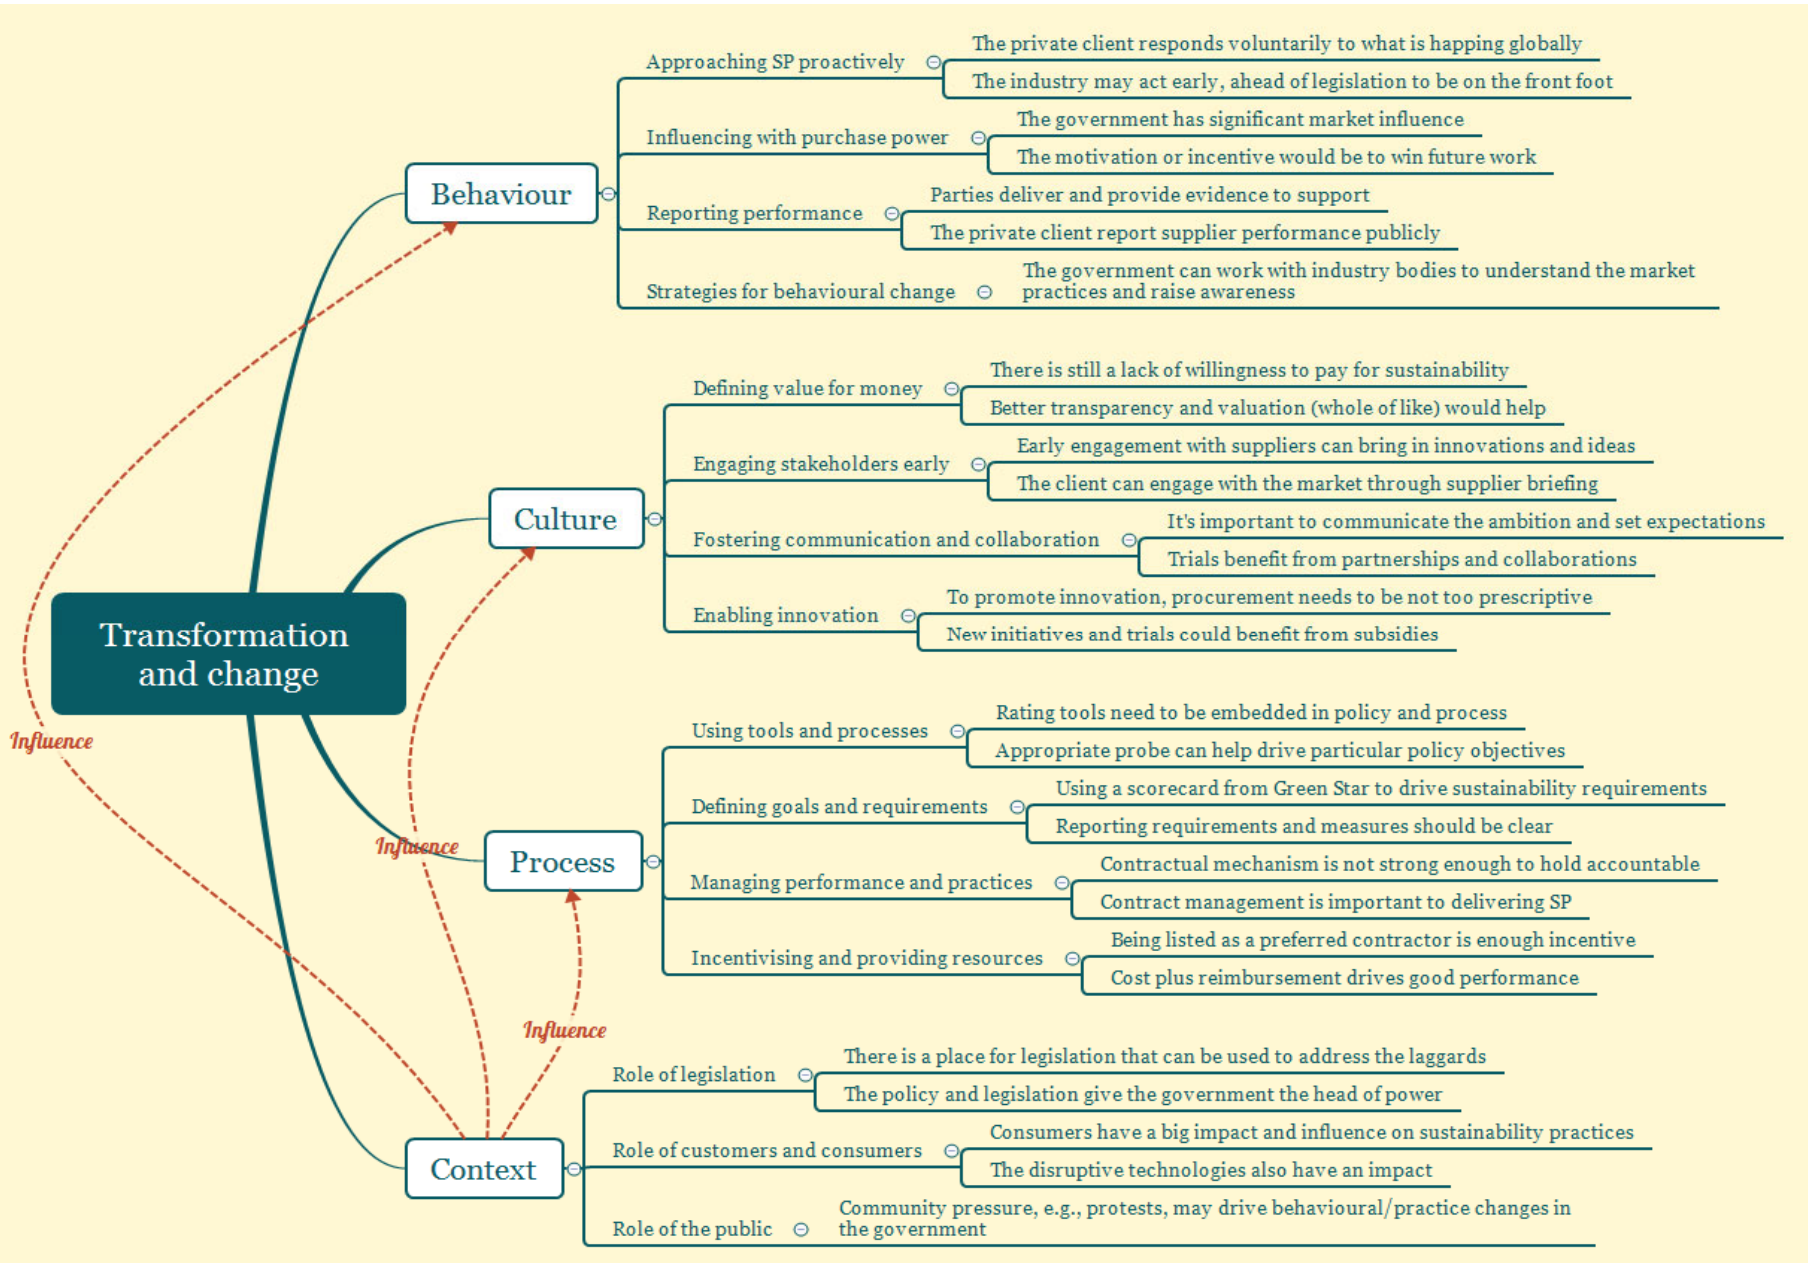 Approaching SP proactively
The private client responds voluntarily to what is happing globally
The industry may act early, ahead of legislation to be on the front foot
Influencing with purchase power
The government has significant market influence
The motivation or incentive would be to win future work
Behaviour
Reporting performance
Parties deliver and provide evidence to support
The private client report supplier performance publicly
Strategies for behavioural change
The government can work with industry bodies to understand the market
practices and raise awareness
Defining value for money
There is still a lack of willingness to pay for sustainability
Better transparency and valuation (whole of like) would help
Engaging stakeholders early
Early engagement with suppliers can bring in innovations and ideas
The client can engage with the market through supplier briefing
Culture
Fostering communication and collaboration
It's important to communicate the ambition and set expectations
Trials benefit from partnerships and collaborations
Enabling innovation
To promote innovation, procurement needs to be not too prescriptive
New initiatives and trials could benefit from subsidies
Transformation
and change
Influence
Using tools and processes
Rating tools need to be embedded in policy and process
Appropriate probe can help drive particular policy objectives
Defining goals and requirements
Using a scorecard from Green Star to drive sustainability requirements
Reporting requirements and measures should be clear
Influence
Process
Managing performance and practices
Contractual mechanism is not strong enough to hold accountable
Contract management is important to delivering SP
Incentivising and providing resources
Being listed as a preferred contractor is enough incentive
Cost plus reimbursement drives good performance
Influence
Role of legislation
There is a place for legislation that can be used to address the laggards
The policy and legislation give the government the head of power
Role of customers and consumers
Consumers have a big impact and influence on sustainability practices
The disruptive technologies also have an impact
Context
Role of the public
Community pressure, e.g., protests, may drive behavioural/practice changes in
the government